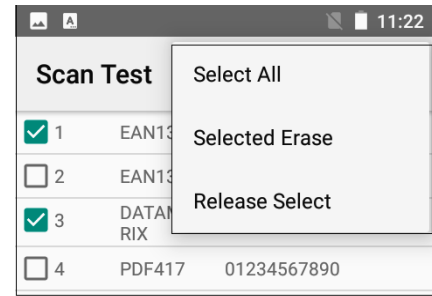 11:22
Scan Test
Select All
1 EAN13
Selected Erase
2 EAN13
Release Select
3
RIX
4 PDF417 01234567890